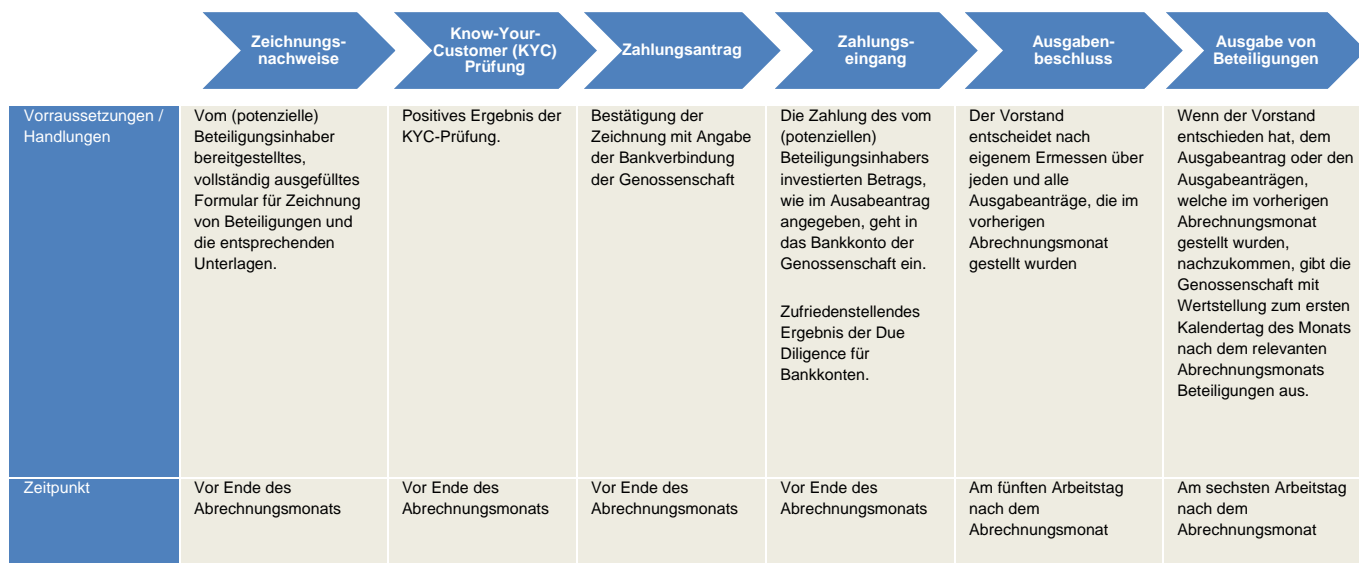 Zeichnungs-
nachweise
Know-Your-
Customer (KYC)
Prüfung
Zahlungsantrag
Zahlungs-
eingang
Ausgaben-
beschluss
Ausgabe von
Beteiligungen
Vorraussetzungen /
Handlungen
Vom (potenzielle)
Beteiligungsinhaber
bereitgestelltes,
vollständig ausgefülltes
Formular für Zeichnung
von Beteiligungen und
die entsprechenden
Unterlagen.
Positives Ergebnis der
KYC-Prüfung.
Bestätigung der
Zeichnung mit Angabe
der Bankverbindung
der Genossenschaft
Die Zahlung des vom
(potenziellen)
Beteiligungsinhabers
investierten Betrags,
wie im Ausabeantrag
angegeben, geht in
das Bankkonto der
Genossenschaft ein.
Zufriedenstellendes
Ergebnis der Due
Diligence für
Bankkonten.
Der Vorstand
entscheidet nach
eigenem Ermessen über
jeden und alle
Ausgabeanträge, die im
vorherigen
Abrechnungsmonat
gestellt wurden
Wenn der Vorstand
entschieden hat, dem
Ausgabeantrag oder den
Ausgabeanträgen,
welche im vorherigen
Abrechnungsmonat
gestellt wurden,
nachzukommen, gibt die
Genossenschaft mit
Wertstellung zum ersten
Kalendertag des Monats
nach dem relevanten
Abrechnungsmonats
Beteiligungen aus.
Zeitpunkt
Vor Ende des
Abrechnungsmonats
Vor Ende des
Abrechnungsmonats
Vor Ende des
Abrechnungsmonats
Vor Ende des
Abrechnungsmonats
Am fünften Arbeitstag
nach dem
Abrechnungsmonat
Am sechsten Arbeitstag
nach dem
Abrechnungsmonat